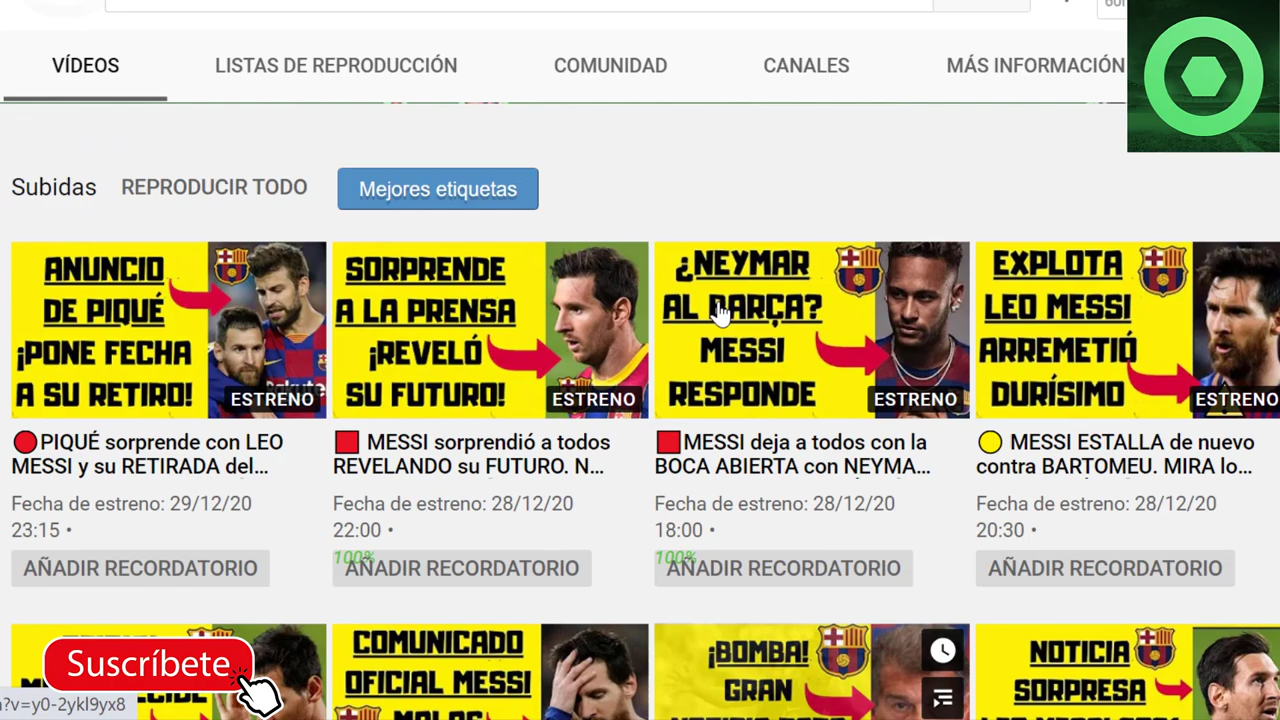 60
VÍDEOS
LISTAS DE REPRODUCCIÓN
COMUNIDAD
CANALES
MÁS INFORMACIÓN
Subidas
REPRODUCIR TODO
Mejores etiquetas
ANUNCIO
DE PIQUÉ
¡PONE FECHA
A SU RETIRO!
Rakuten
ESTRENO
SORPRENDE
A LA PRENSA
¡REVELÓ
SU FUTURO!
ESTRENO
¿NEYMAR
AL BARÇA?
MESSI
RESPONDE
ESTRENO
EXPLOTA
LEO MESSI
ARREMETIÓ
DURÍSIMO
ESTRENO
PIQUÉ sorprende con LEO
MESSI y su RETIRADA del...
Fecha de estreno: 29/12/20
23:15 •
AÑADIR RECORDATORIO
MESSI sorprendió a todos
REVELANDO su FUTURO. N...
Fecha de estreno: 28/12/20
22:00 •
100%
AÑADIR RECORDATORIO
MESSI deja a todos con la
BOCA ABIERTA con NEYMA...
Fecha de estreno: 28/12/20
18:00 •
100%
AÑADIR RECORDATORIO
MESSI ESTALLA de nuevo
contra BARTOMEU. MIRA lo...
Fecha de estreno: 28/12/20
20:30 •
AÑADIR RECORDATORIO
Suscríbete
?v=y0-2ykl9yx8
COMUNICADO
OFICIAL MESSI
MALAS
¡BOMBA!
GRAN
NOTICIA
NOTICIA
SORPRESA